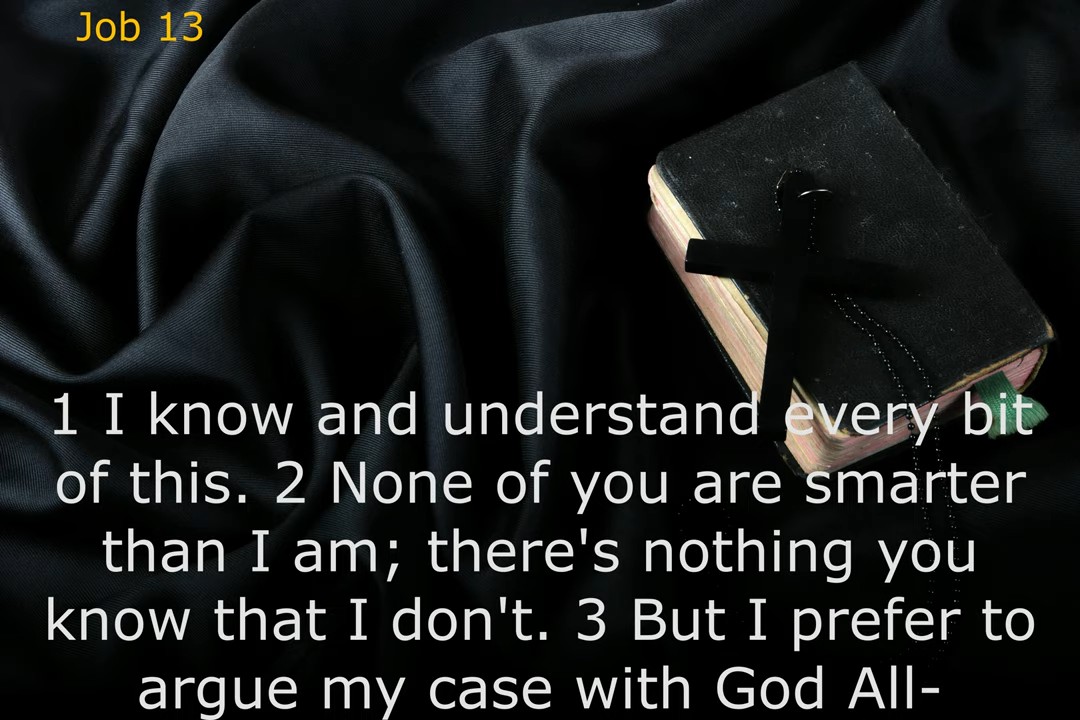 Job 13
1 I know and understand every bit
of this. 2 None of you are smarter
than I am; there's nothing you
know that I don't. 3 But I prefer to
argue my case with God All-